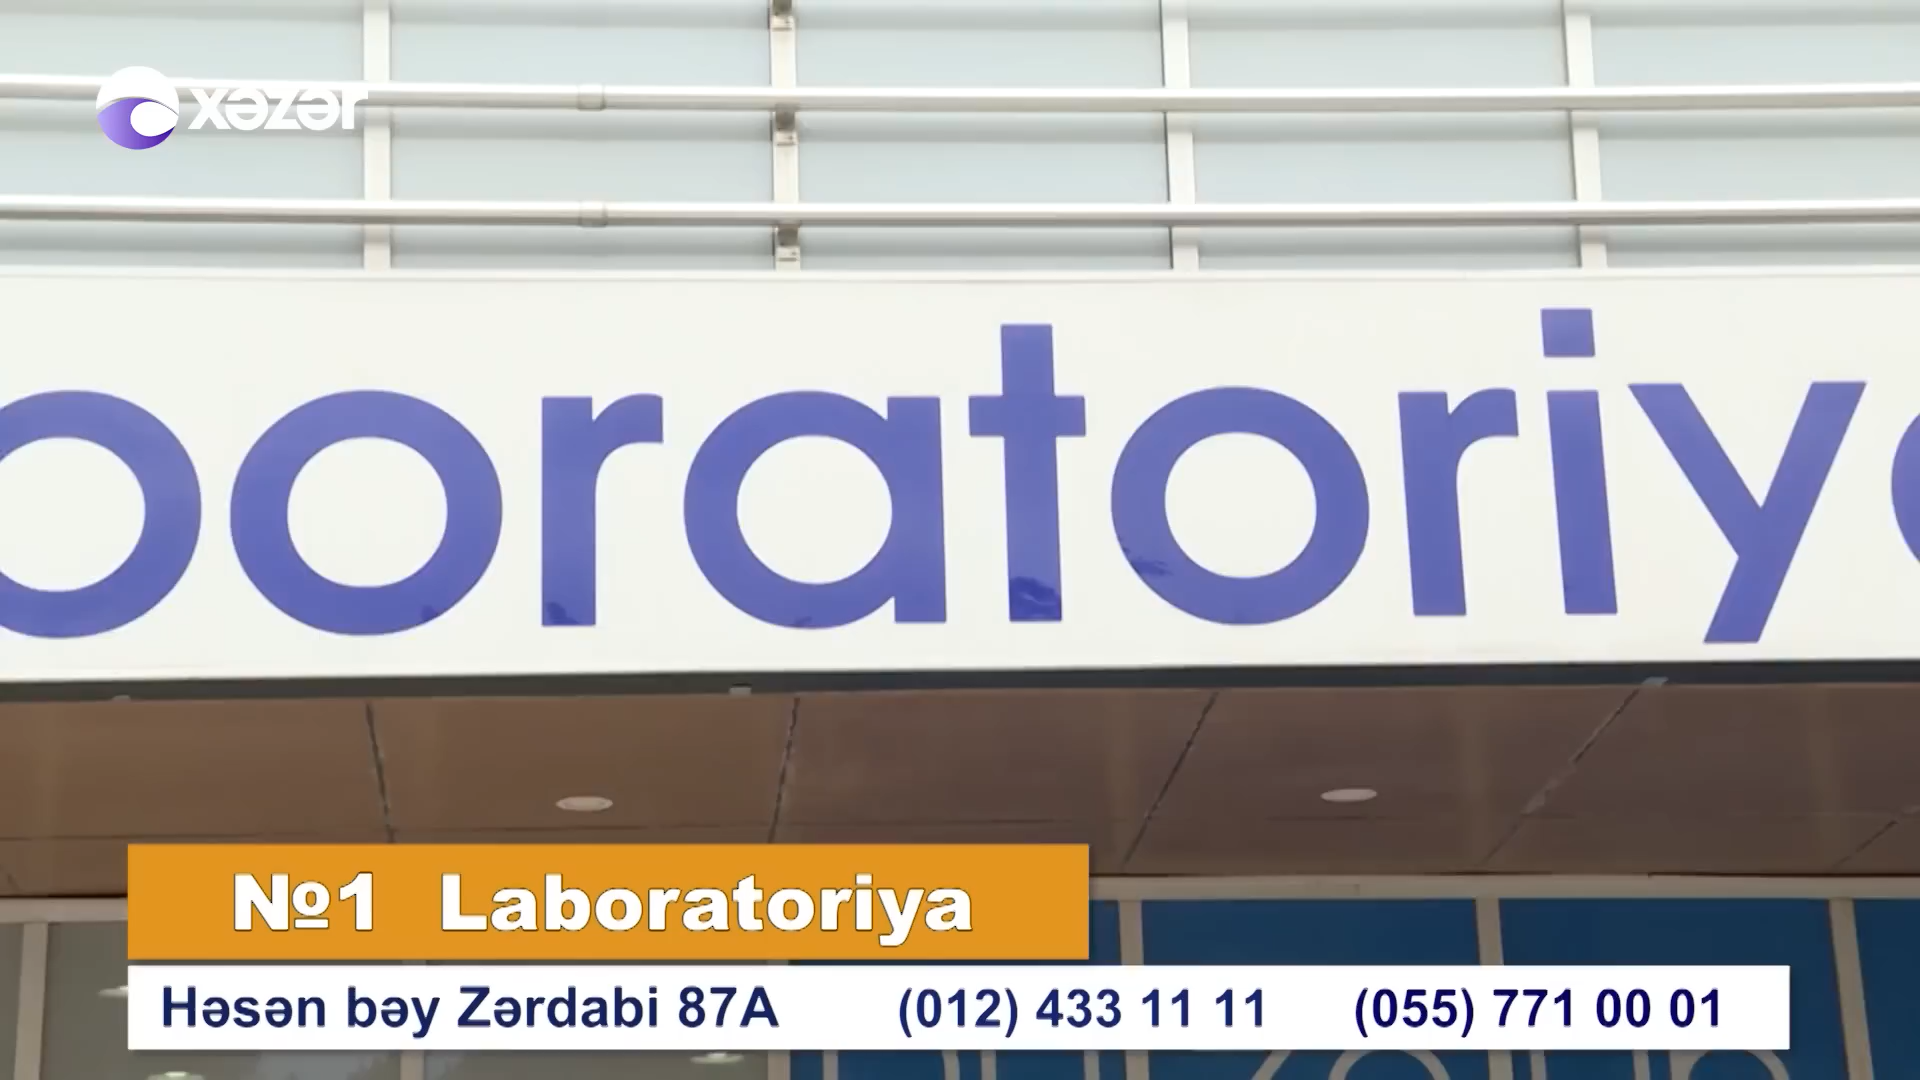 xəzər
boratoriya
№1 Laboratoriya
Həsən bəy Zərdabi 87A (012) 433 11 11 (055) 771 00 01